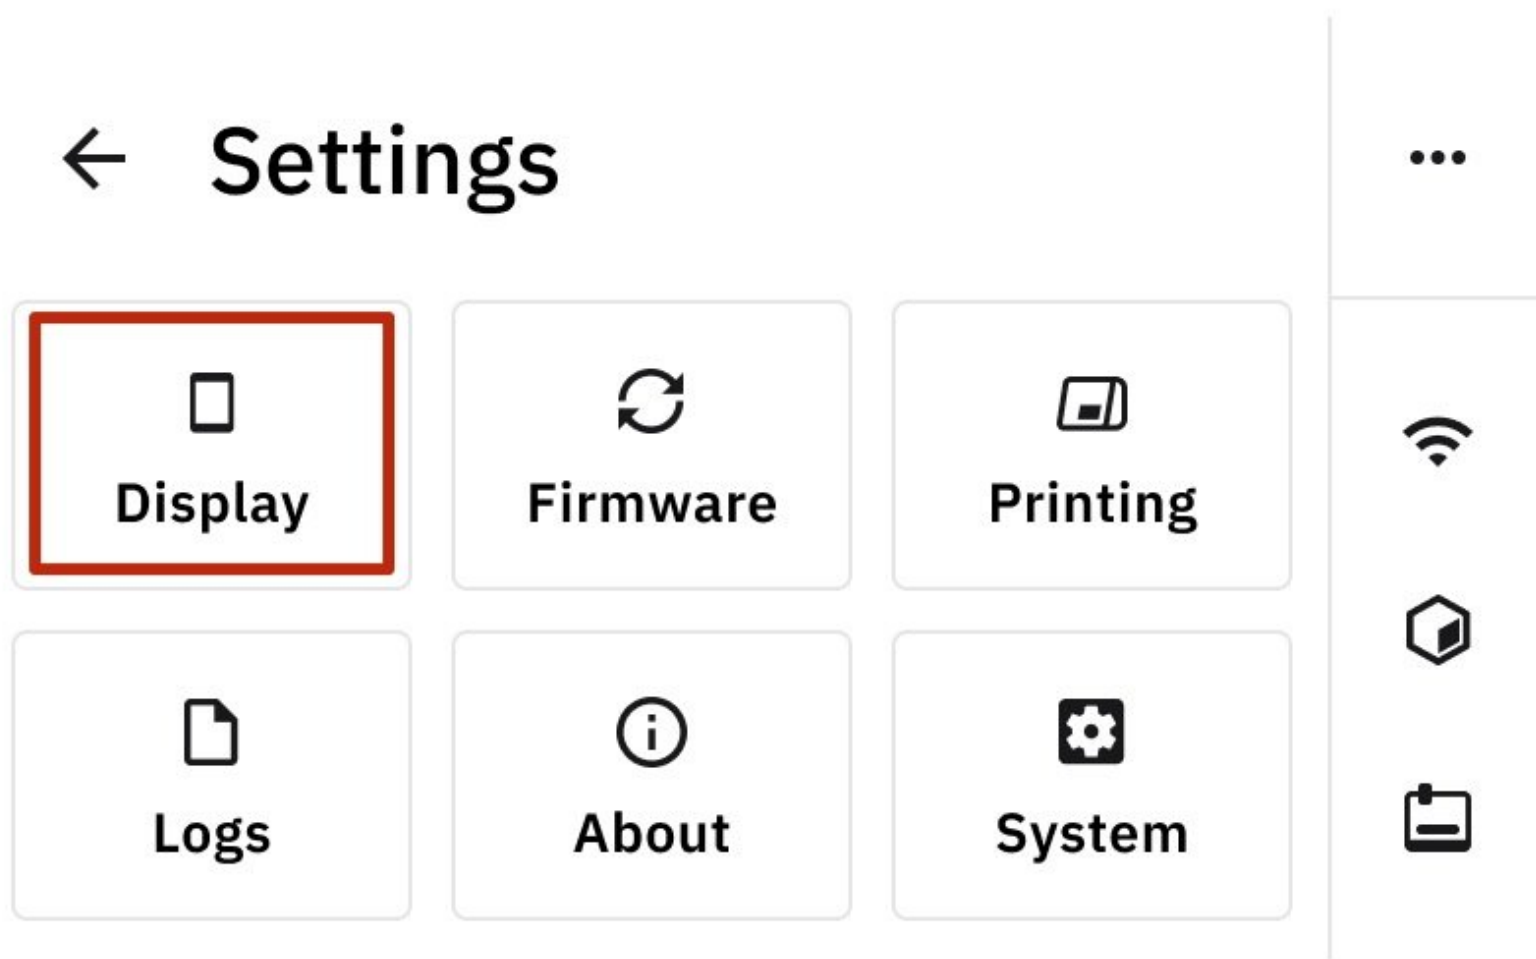 Settings
Display
Firmware
Printing
Logs
About
System